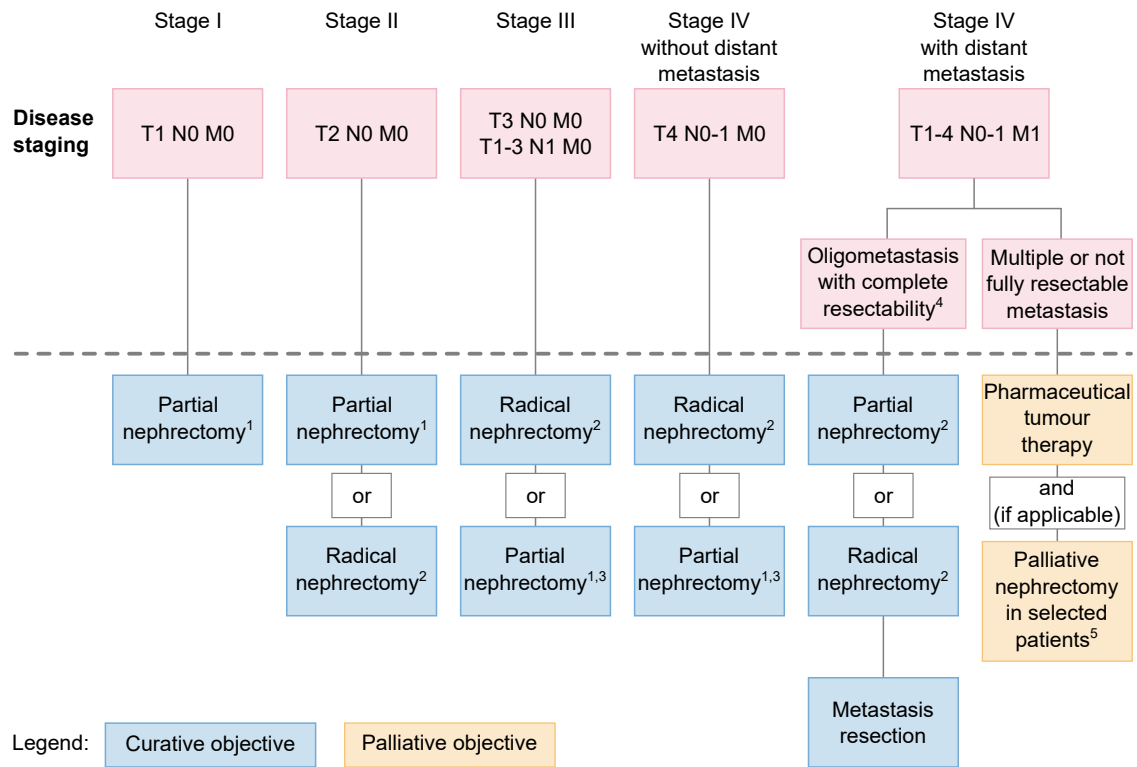 Stage I
Stage II
Stage III
Stage IV
without distant
metastasis
Stage IV
with distant
metastasis
Disease
staging
T1 N0 M0
T2 N0 M0
T3 N0 M0
T1-3 N1 M0
T4 N0-1 M0
T1-4 N0-1 M1
Oligometastasis
with complete
resectability⁴
Multiple or not
fully resectable
metastasis
Partial
nephrectomy¹
Partial
nephrectomy¹
Radical
nephrectomy²
Radical
nephrectomy²
Partial
nephrectomy²
Pharmaceutical
tumour
therapy
or
or
or
or
and
(if applicable)
Radical
nephrectomy²
Partial
nephrectomy¹,³
Partial
nephrectomy¹,³
Radical
nephrectomy²
Palliative
nephrectomy
in selected
patients⁵
Metastasis
resection
Legend:
Curative objective
Palliative objective